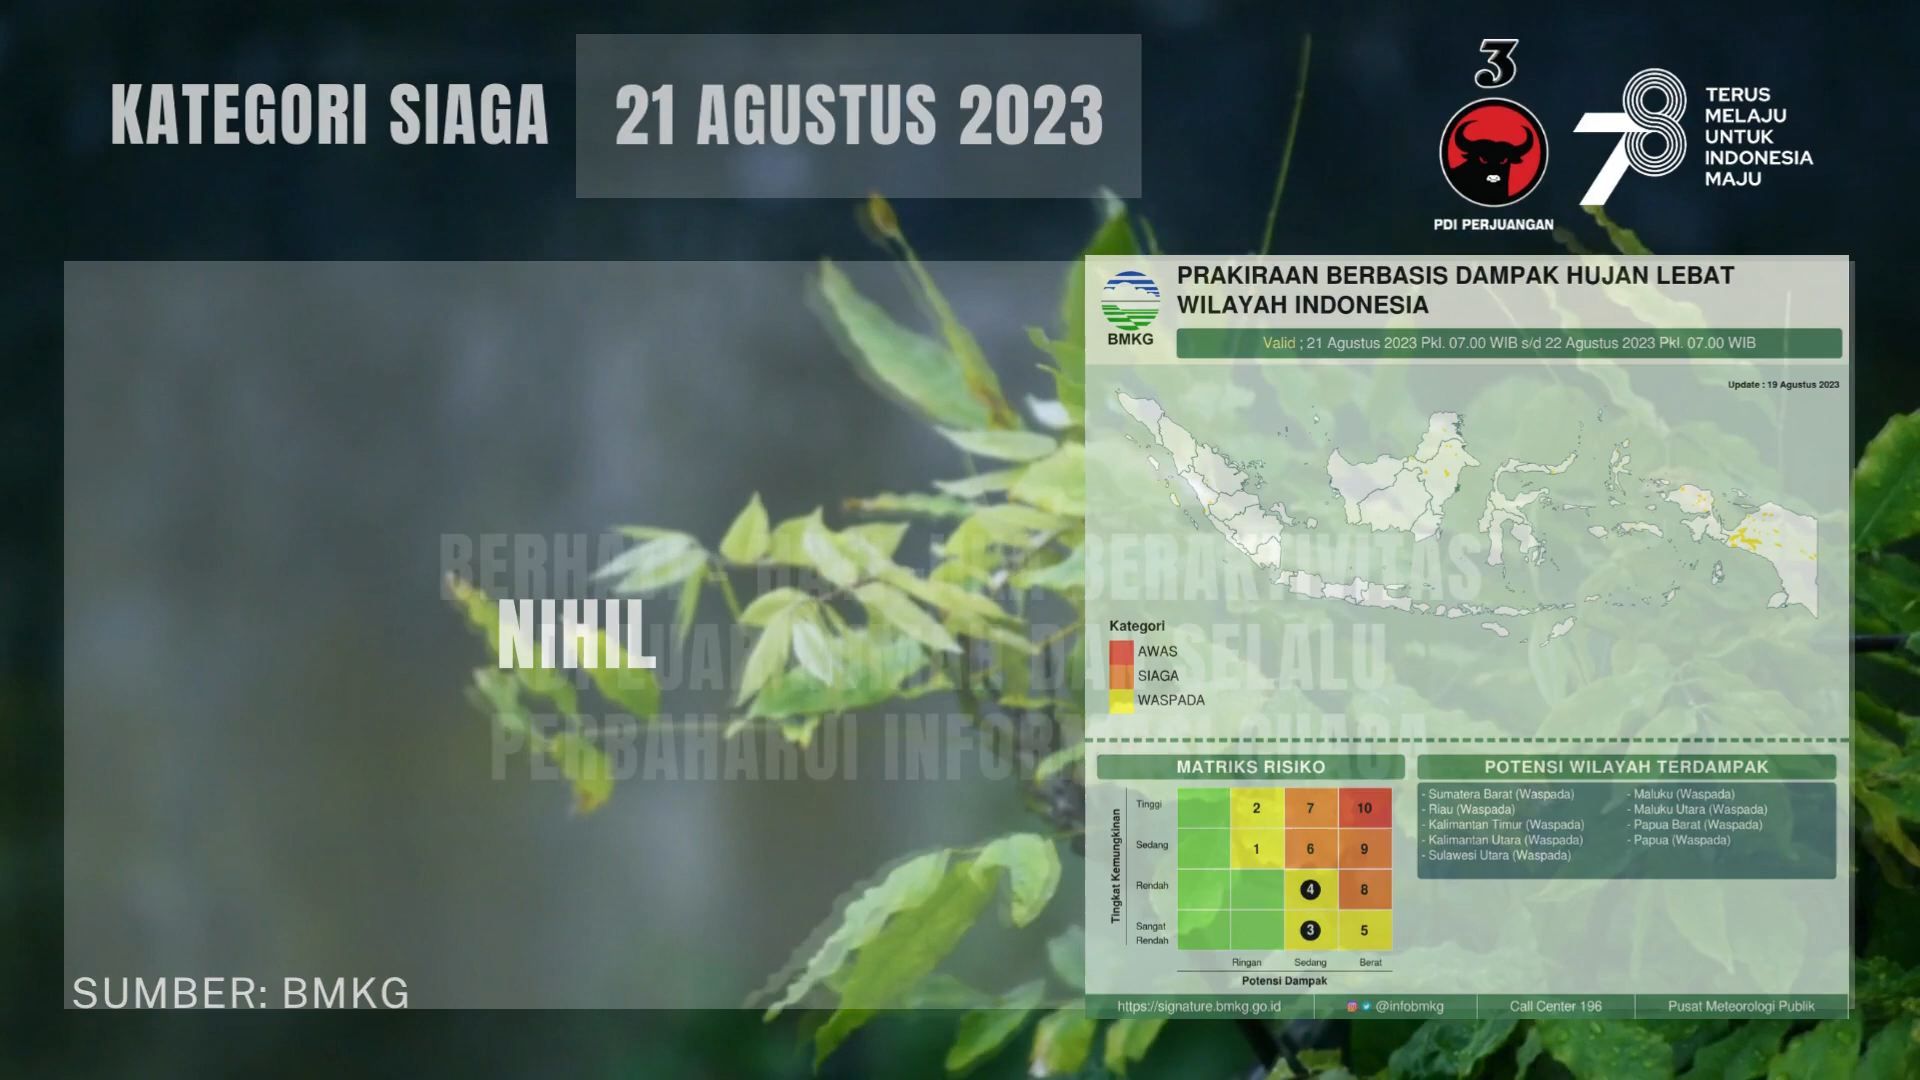 KATEGORI SIAGA
21 AGUSTUS 2023
3
PDI PERJUANGAN
78
TERUS
MELAJU
UNTUK
INDONESIA
MAJU
BMKG
PRAKIRAAN BERBASIS DAMPAK HUJAN LEBAT
WILAYAH INDONESIA
Valid : 21 Agustus 2023 Pkl. 07.00 WIB s/d 22 Agustus 2023 Pkl. 07.00 WIB
Update : 19 Agustus 2023
BERAKTIVITAS
NIHIL
SELALU
PERBAHARUI
Kategori
AWAS
SIAGA
WASPADA
MATRIKS RISIKO
Tingkat Kemungkinan
Tinggi
2 7 10
Sedang
1 6 9
Rendah
4 8
Sangat
Rendah
3 5
Ringan Sedang Berat
Potensi Dampak
POTENSI WILAYAH TERDAMPAK
- Sumatera Barat (Waspada)
- Riau (Waspada)
- Kalimantan Timur (Waspada)
- Kalimantan Utara (Waspada)
- Sulawesi Utara (Waspada)
- Maluku (Waspada)
- Maluku Utara (Waspada)
- Papua Barat (Waspada)
- Papua (Waspada)
SUMBER: BMKG
https://signature.bmkg.go.id
@infobmkg
Call Center 196
Pusat Meteorologi Publik